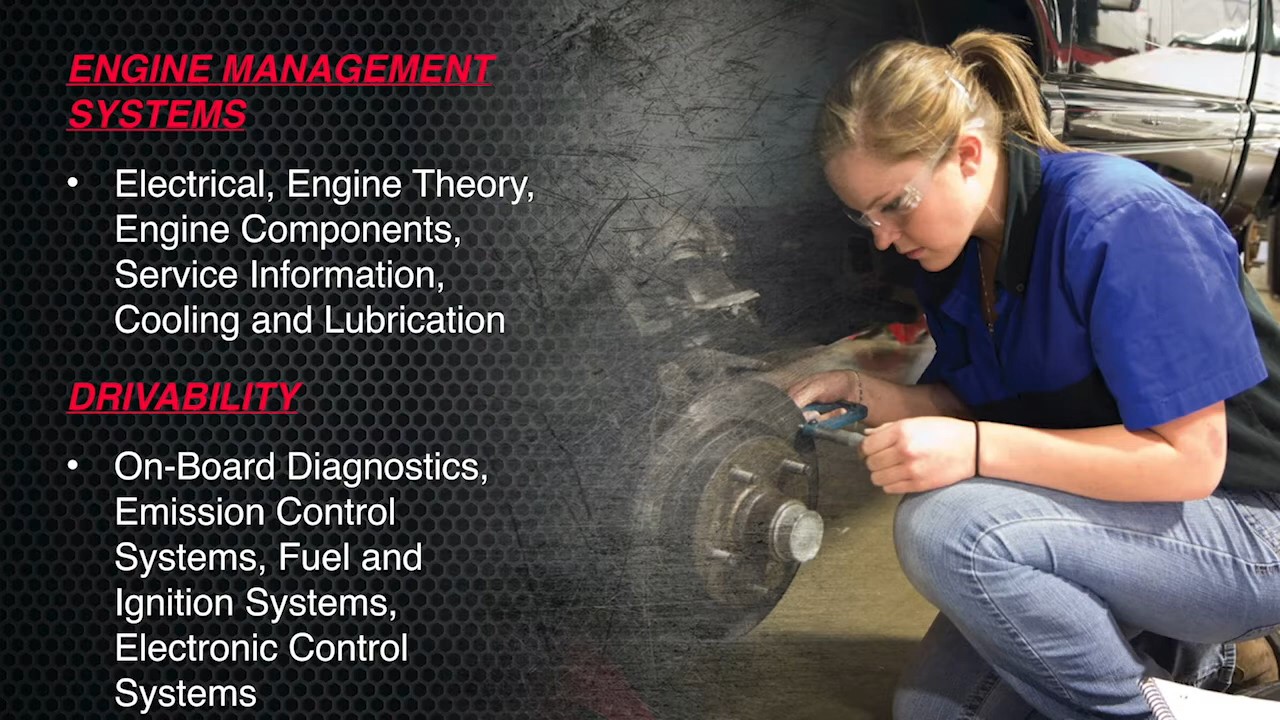 ENGINE MANAGEMENT
SYSTEMS
• Electrical, Engine Theory,
Engine Components,
Service Information,
Cooling and Lubrication
DRIVABILITY
• On-Board Diagnostics,
Emission Control
Systems, Fuel and
Ignition Systems,
Electronic Control
Systems